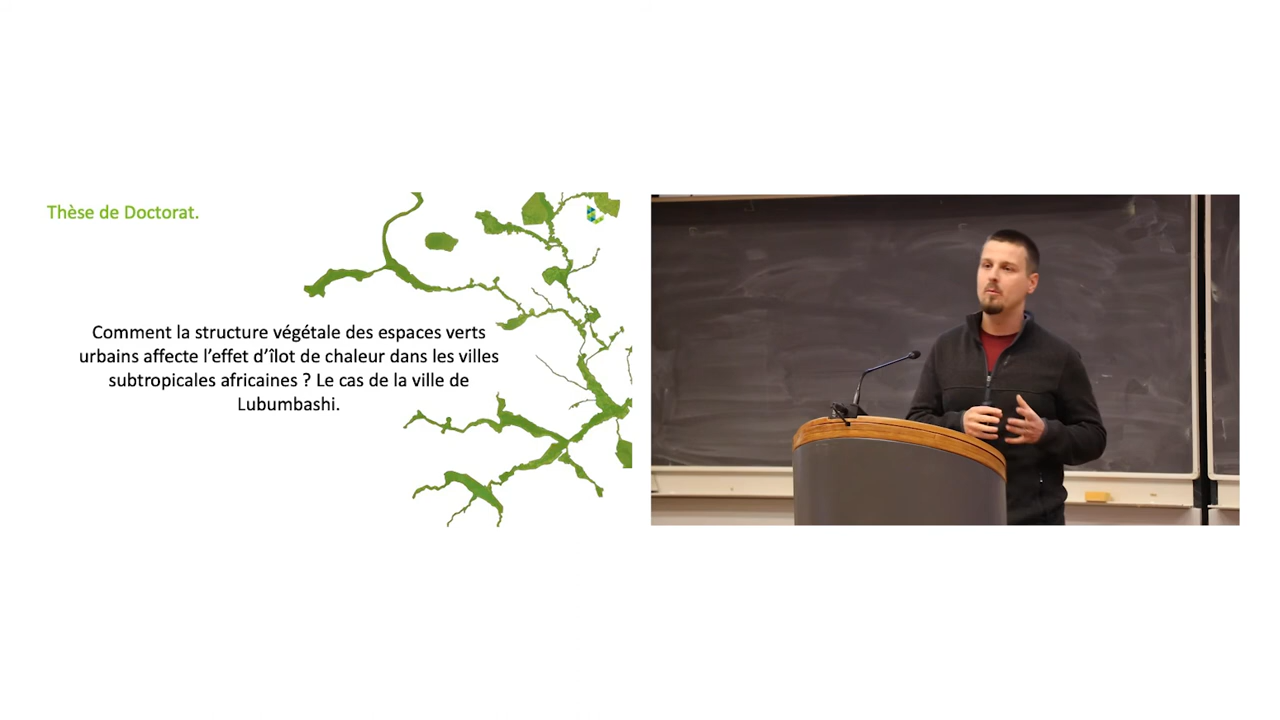 Thèse de Doctorat.
Comment la structure végétale des espaces verts
urbains affecte l’effet d’îlot de chaleur dans les villes
subtropicales africaines ? Le cas de la ville de
Lubumbashi.